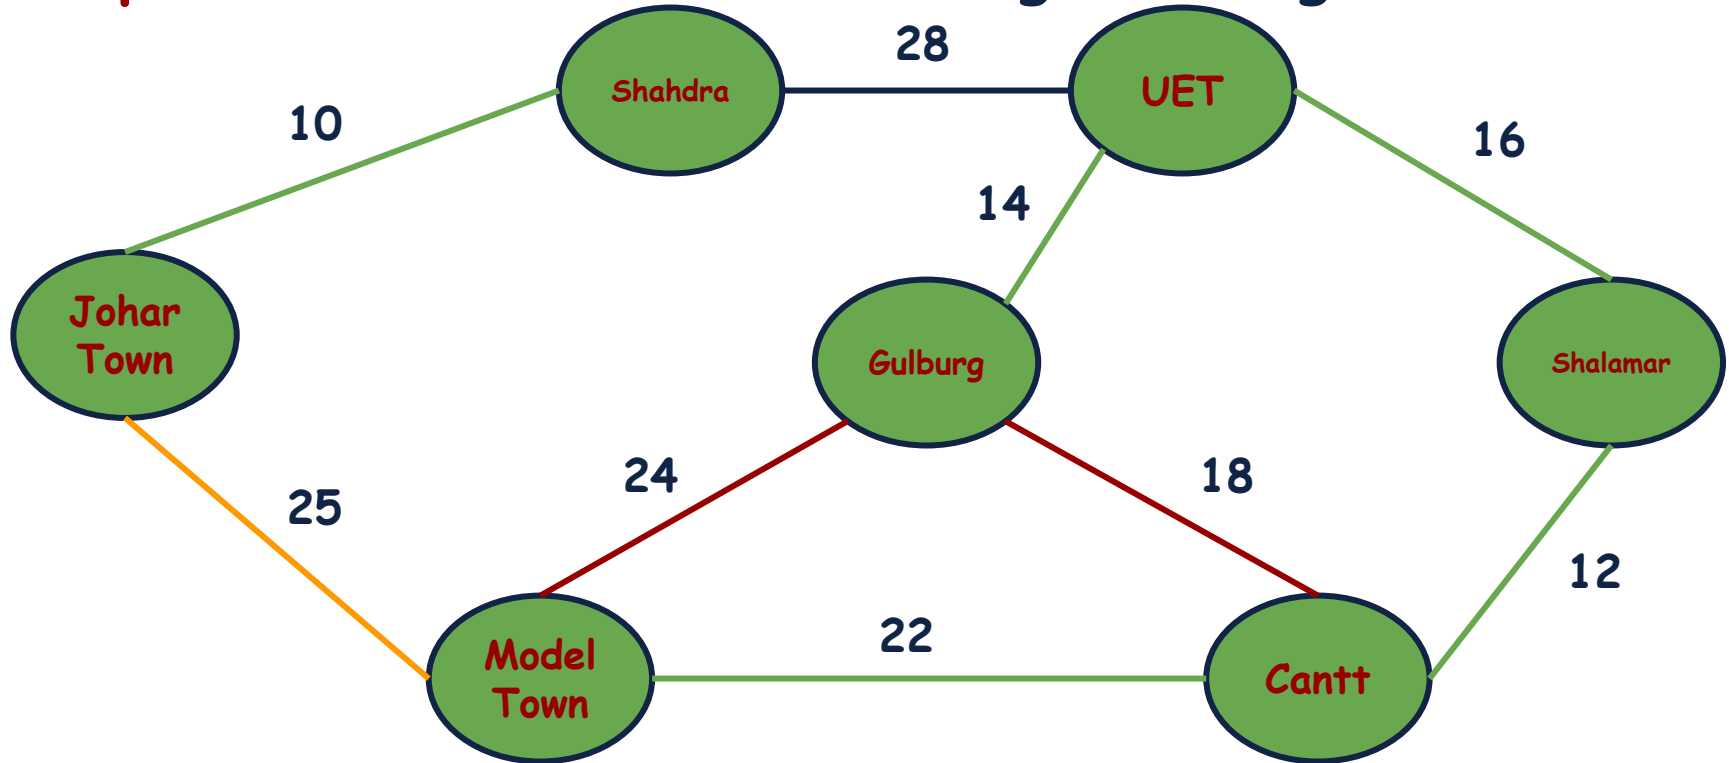 28
Shahdra
UET
10
16
14
Johar
Town
Gulburg
Shalamar
24
18
25
12
22
Model
Town
Cantt